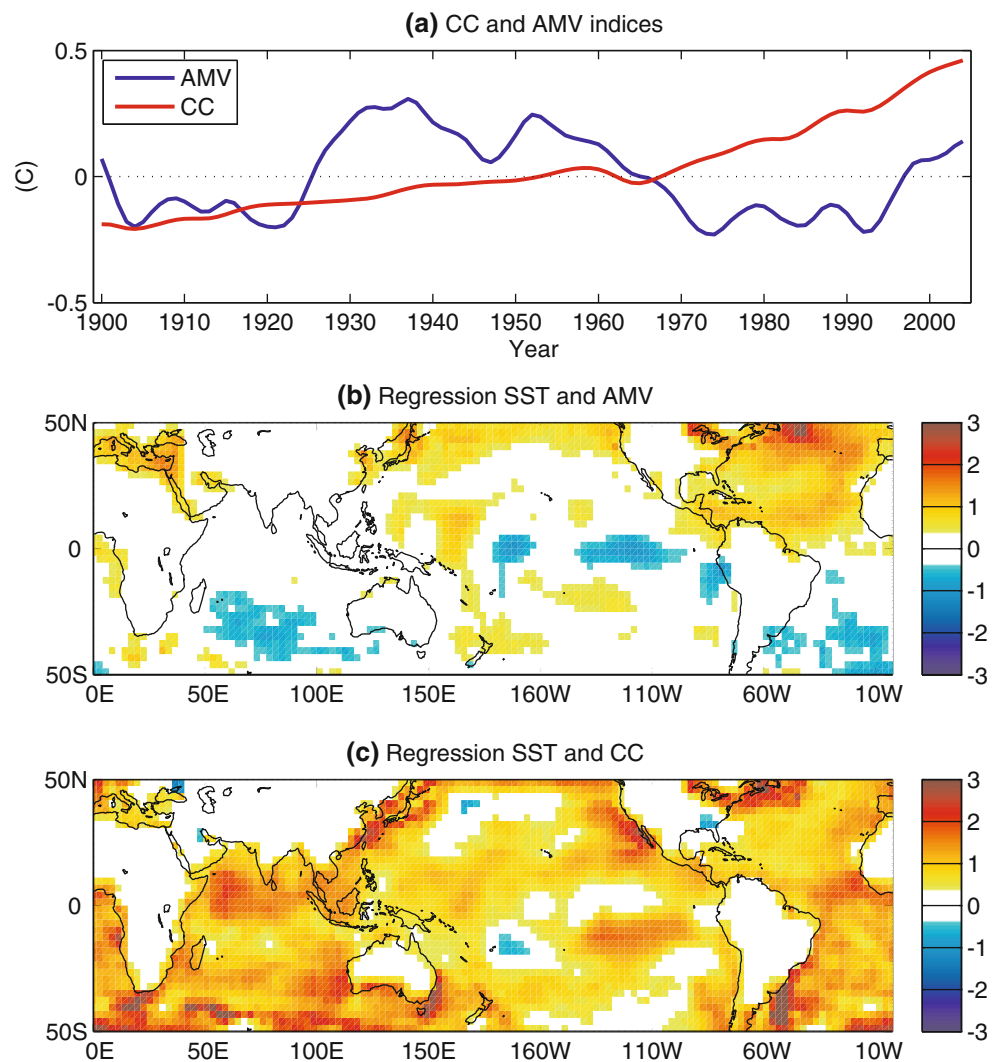 (a) CC and AMV indices
0.5
0
-0.5
(C)
AMV
CC
1900 1910 1920 1930 1940 1950 1960 1970 1980 1990 2000
Year
(b) Regression SST and AMV
50N
0
50S
0E 50E 100E 150E 160W 110W 60W 10W
3
2
1
0
-1
-2
-3
(c) Regression SST and CC
50N
0
50S
0E 50E 100E 150E 160W 110W 60W 10W
3
2
1
0
-1
-2
-3